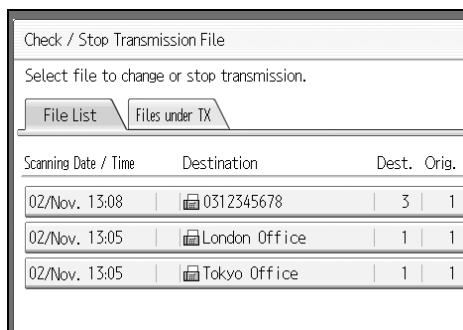 Check / Stop Transmission File
Select file to change or stop transmission.
File List Files under TX
Scanning Date / Time Destination Dest. Orig.
02/Nov. 13:08 0312345678 3 1
02/Nov. 13:05 London Office 1 1
02/Nov. 13:05 Tokyo Office 1 1